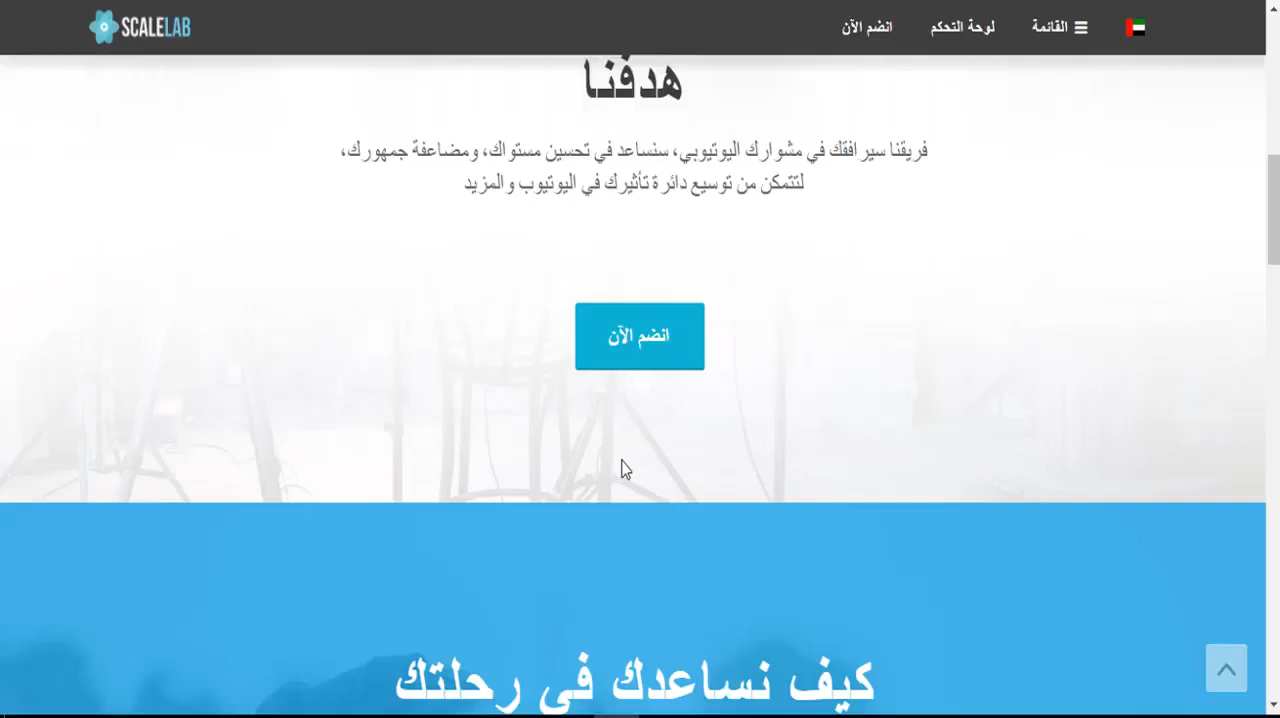 SCALELAB
القائمة
لوحة التحكم
انضم الآن
هدفنا
فريقنا سيرافقك في مشوارك اليوتيوبي، سنساعد في تحسين مستواك، ومضاعفة جمهورك،
لتتمكن من توسيع دائرة تأثيرك في اليوتيوب والمزيد
انضم الآن
كيف نساعدك في رحلتك